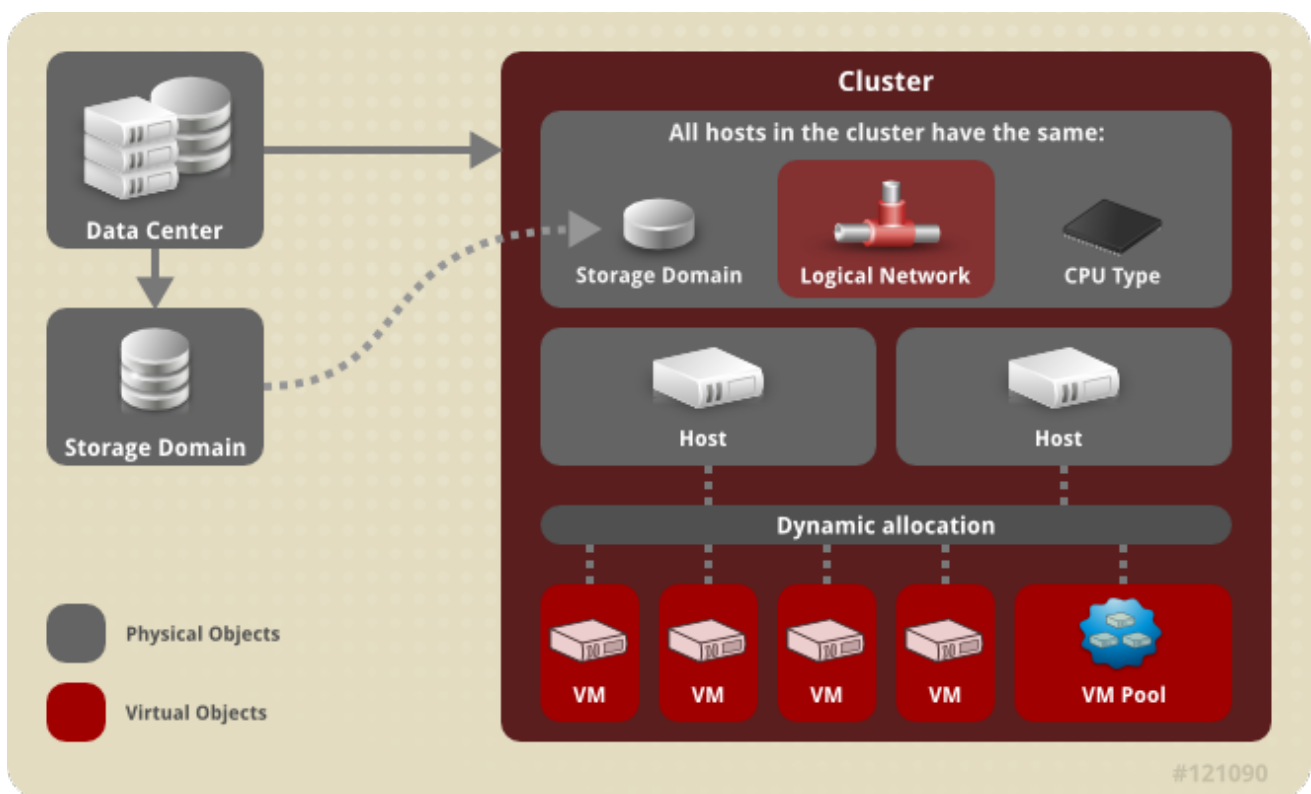 Data Center
Storage Domain
Cluster
All hosts in the cluster have the same:
Storage Domain
Logical Network
CPU Type
Host
Host
Dynamic allocation
VM
VM
VM
VM
VM Pool
Physical Objects
Virtual Objects
#121090